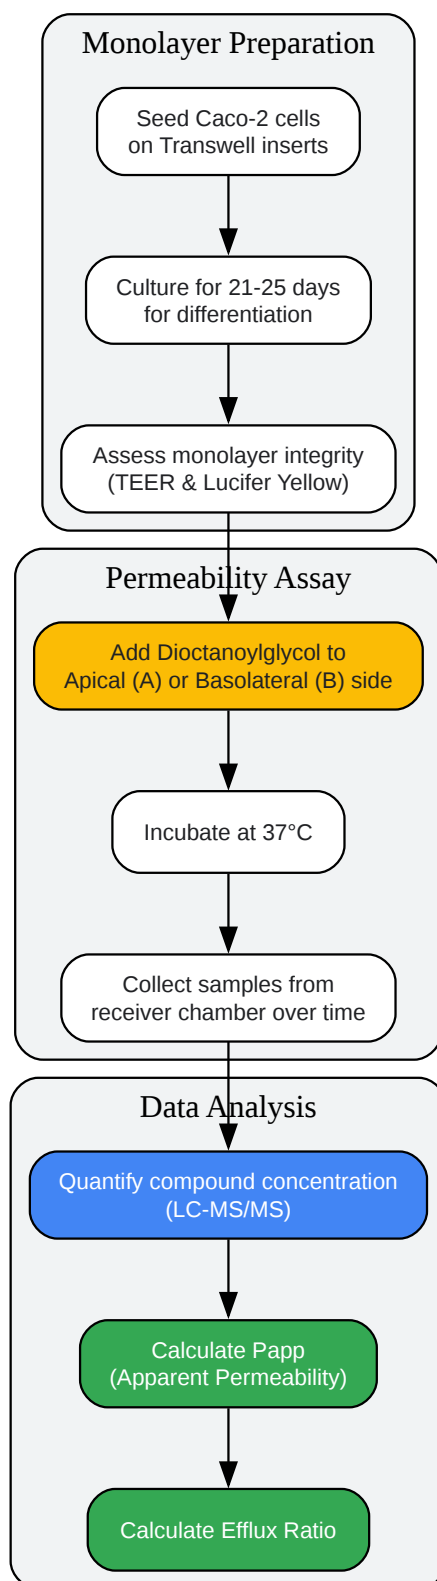 Monolayer Preparation
Seed Caco-2 cells
on Transwell inserts
Culture for 21-25 days
for differentiation
Assess monolayer integrity
(TEER & Lucifer Yellow)
Permeability Assay
Add Dioctanoylglycol to
Apical (A) or Basolateral (B) side
Incubate at 37°C
Collect samples from
receiver chamber over time
Data Analysis
Quantify compound concentration
(LC-MS/MS)
Calculate Papp
(Apparent Permeability)
Calculate Efflux Ratio